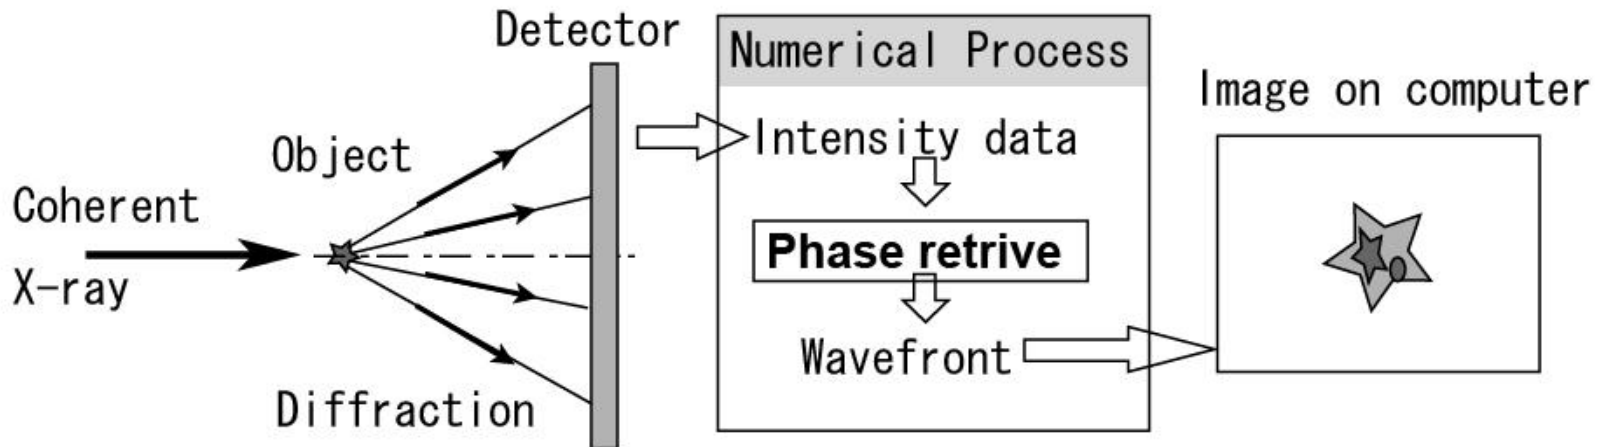 Coherent
X-ray
Object
Diffraction
Detector
Numerical Process
Intensity data
Phase retrive
Wavefront
Image on computer